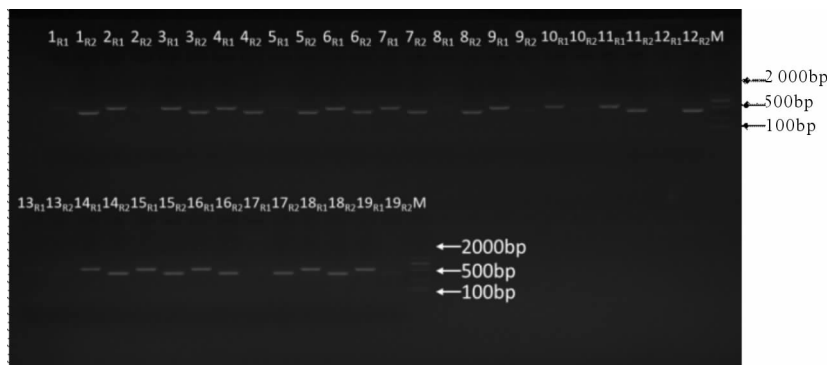 1R1 1R2 2R1 2R2 3R1 3R2 4R1 4R2 5R1 5R2 6R1 6R2 7R1 7R2 8R1 8R2 9R1 9R2 10R1 10R2 11R1 11R2 12R1 12R2 M
2 000bp
500bp
100bp
13R1 13R2 14R1 14R2 15R1 15R2 16R1 16R2 17R1 17R2 18R1 18R2 19R1 19R2 M
2000bp
500bp
100bp